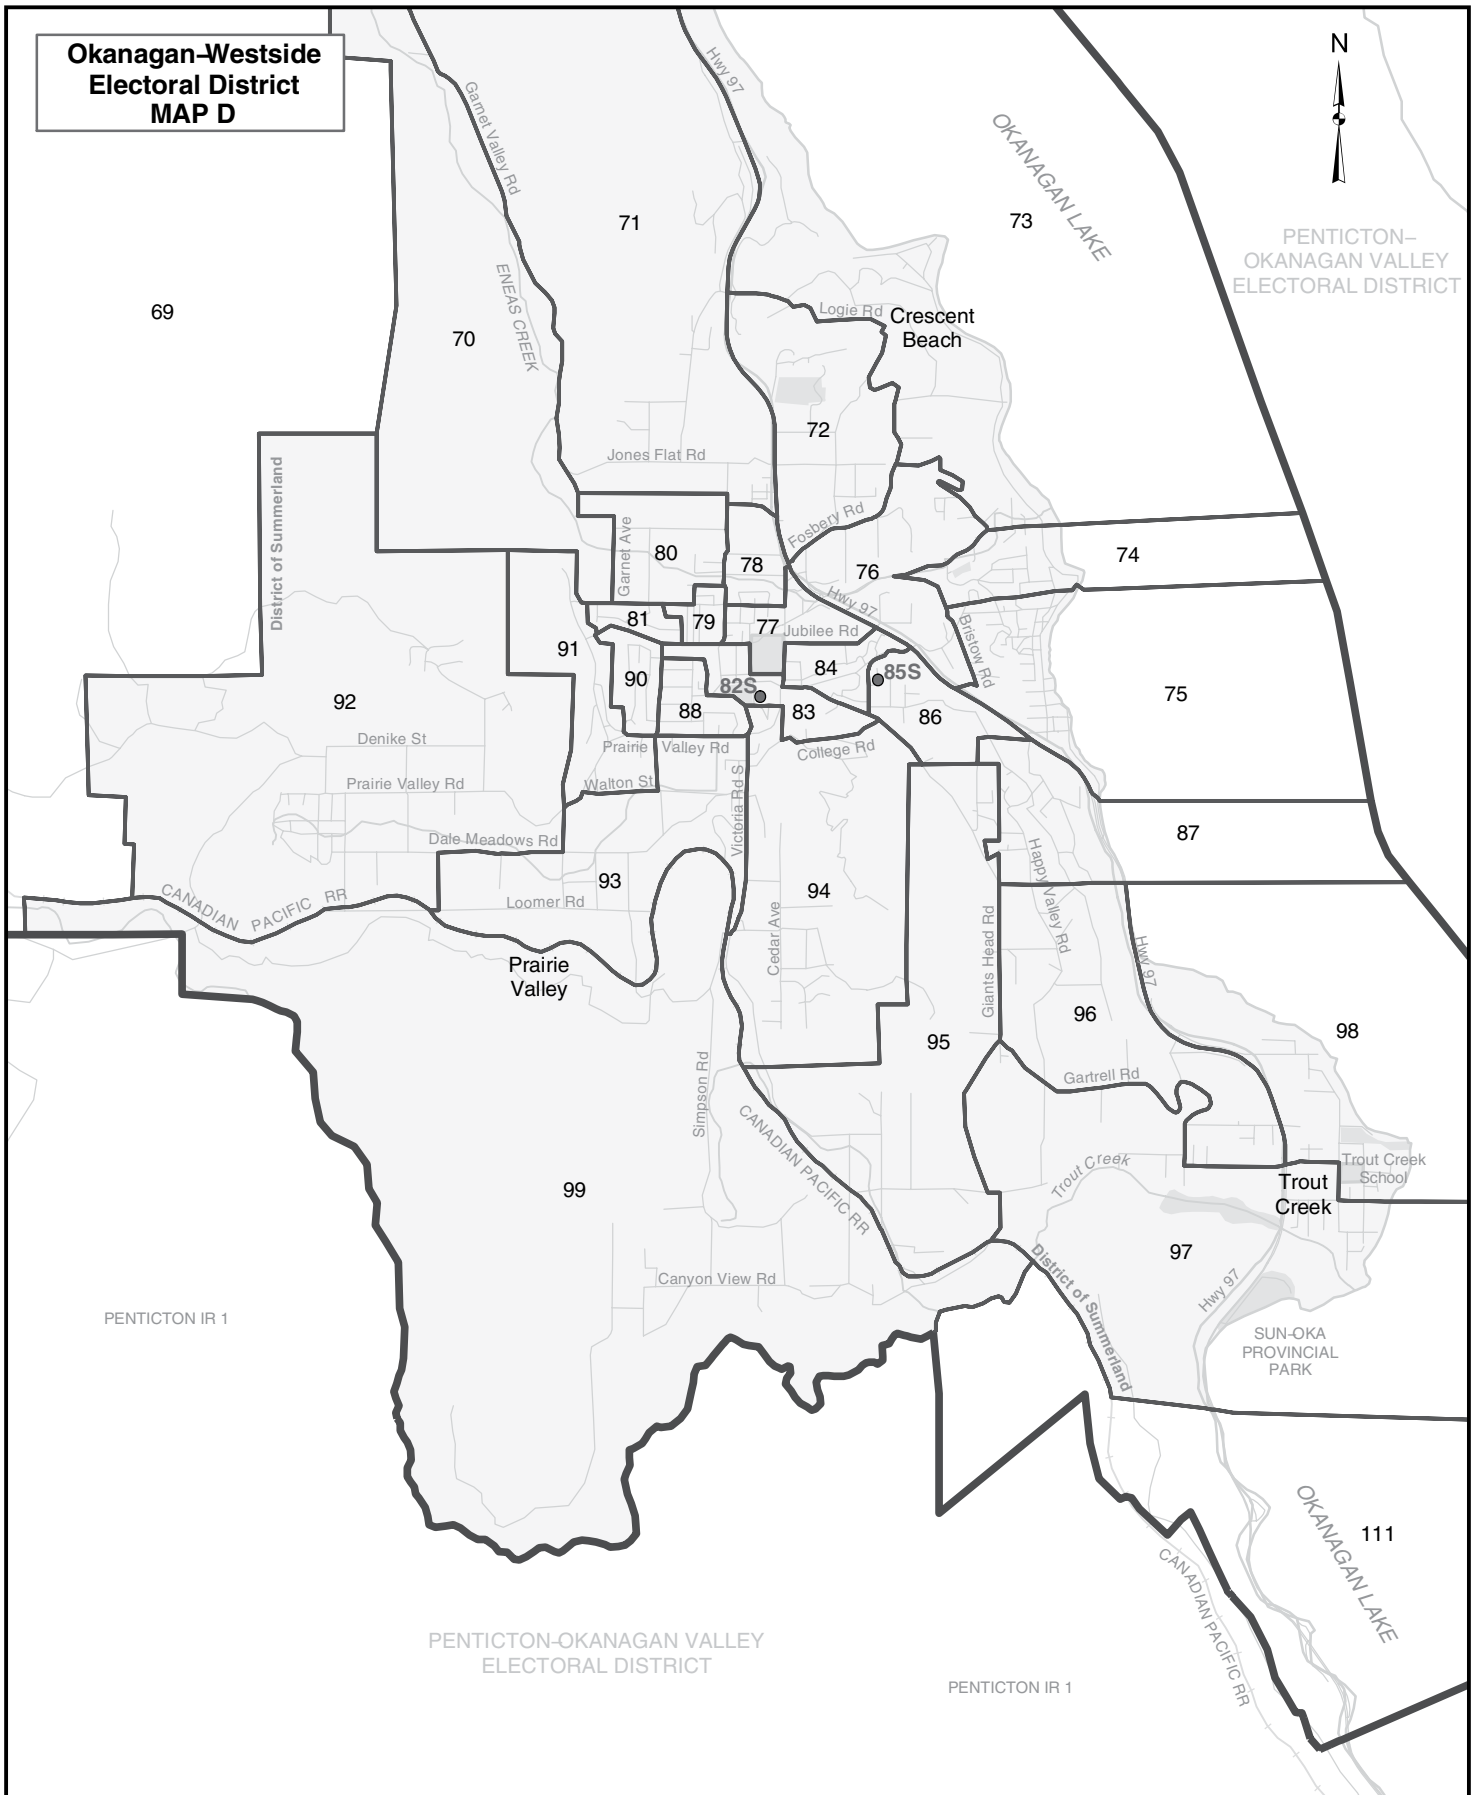 Okanagan–Westside
Electoral District
MAP D
N
Hwy 97
Garnet Valley Rd
OKANAGAN LAKE
71
73
PENTICTON–
OKANAGAN VALLEY
ELECTORAL DISTRICT
69
70
ENEAS CREEK
Logie Rd
Crescent
Beach
72
Jones Flat Rd
District of Summerland
Fosbery Rd
Garnet Ave
80
78
76
74
Hwy 97
81
79
77
Jubilee Rd
Bristow Rd
91
90
84
85S
82S
88
83
86
75
92
Denike St
Prairie Valley Rd
College Rd
Prairie Valley Rd
Walton St
Victoria Rd S
Dale Meadows Rd
87
Happy Valley Rd
93
94
CANADIAN PACIFIC RR
Loomer Rd
Cedar Ave
Giants Head Rd
Hwy 97
Prairie
Valley
96
98
95
Simpson Rd
Gartrell Rd
CANADIAN PACIFIC RR
Trout Creek
Trout Creek
School
99
Trout
Creek
97
District of Summerland
Canyon View Rd
Hwy 97
PENTICTON IR 1
SUN–OKA
PROVINCIAL
PARK
OKANAGAN LAKE
111
CANADIAN PACIFIC RR
PENTICTON–OKANAGAN VALLEY
ELECTORAL DISTRICT
PENTICTON IR 1